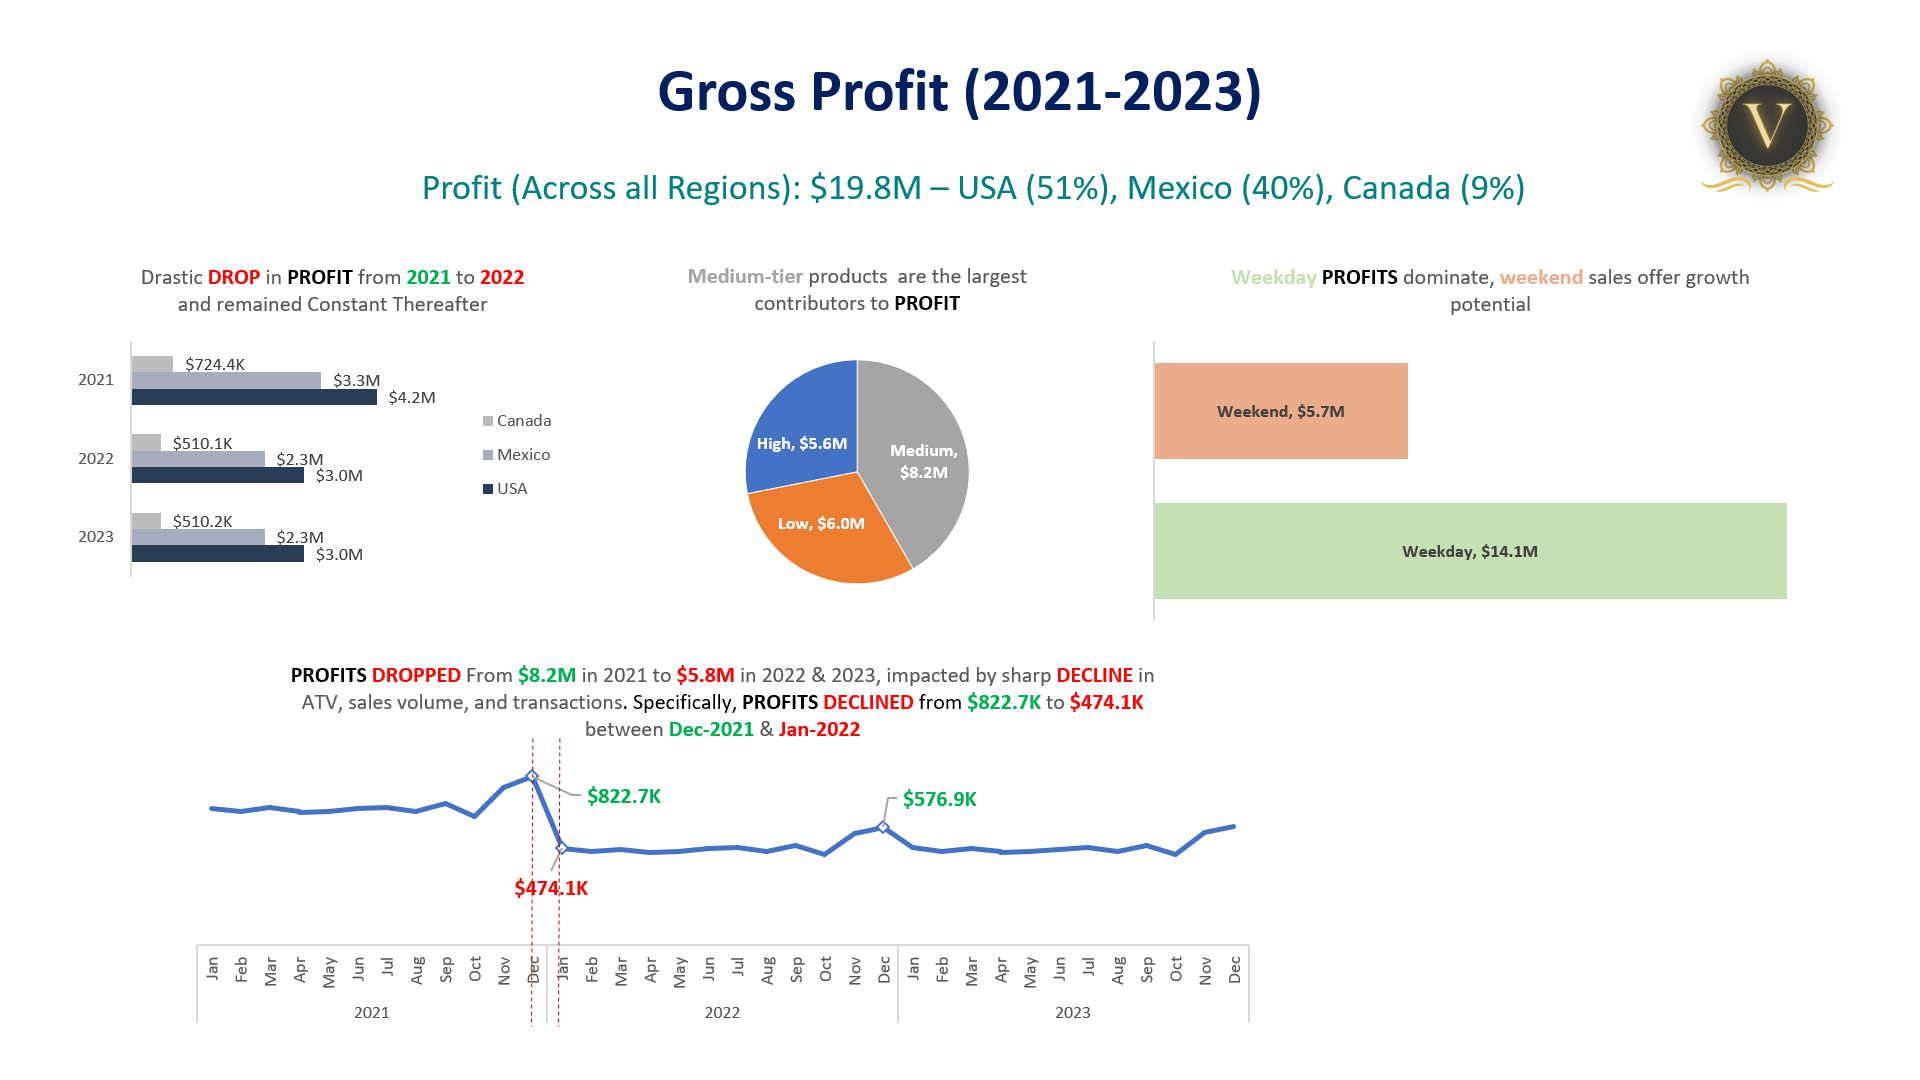 Gross Profit (2021-2023)
V
Profit (Across all Regions): $19.8M – USA (51%), Mexico (40%), Canada (9%)
Drastic DROP in PROFIT from 2021 to 2022
and remained Constant Thereafter
2021
$724.4K
$3.3M
$4.2M
2022
$510.1K
$2.3M
$3.0M
2023
$510.2K
$2.3M
$3.0M
Canada
Mexico
USA
Medium-tier products are the largest
contributors to PROFIT
High, $5.6M
Medium,
$8.2M
Low, $6.0M
Weekday PROFITS dominate, weekend sales offer growth
potential
Weekend, $5.7M
Weekday, $14.1M
PROFITS DROPPED From $8.2M in 2021 to $5.8M in 2022 & 2023, impacted by sharp DECLINE in
ATV, sales volume, and transactions. Specifically, PROFITS DECLINED from $822.7K to $474.1K
between Dec-2021 & Jan-2022
$822.7K
$576.9K
$474.1K
Jan Feb Mar Apr May Jun Jul Aug Sep Oct Nov Dec Jan Feb Mar Apr May Jun Jul Aug Sep Oct Nov Dec Jan Feb Mar Apr May Jun Jul Aug Sep Oct Nov Dec
2021 2022 2023